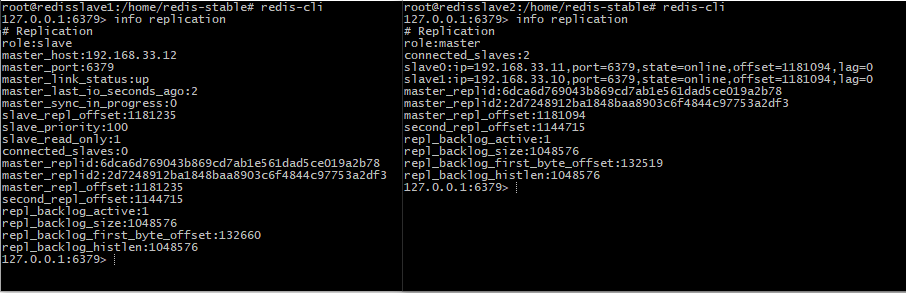 root@redisslave1:/home/redis-stable# redis-cli
127.0.0.1:6379> info replication
# Replication
role:slave
master_host:192.168.33.12
master_port:6379
master_link_status:up
master_last_io_seconds_ago:2
master_sync_in_progress:0
slave_repl_offset:1181235
slave_priority:100
slave_read_only:1
connected_slaves:0
master_replid:6dca6d769043b869cd7ab1e561dad5ce019a2b78
master_replid2:2d7248912ba1848baa8903c6f4844c97753a2df3
master_repl_offset:1181235
second_repl_offset:1144715
repl_backlog_active:1
repl_backlog_size:1048576
repl_backlog_first_byte_offset:132660
repl_backlog_histlen:1048576
127.0.0.1:6379>
root@redisslave2:/home/redis-stable# redis-cli
127.0.0.1:6379> info replication
# Replication
role:master
connected_slaves:2
slave0:ip=192.168.33.11,port=6379,state=online,offset=1181094,lag=0
slave1:ip=192.168.33.10,port=6379,state=online,offset=1181094,lag=0
master_replid:6dca6d769043b869cd7ab1e561dad5ce019a2b78
master_replid2:2d7248912ba1848baa8903c6f4844c97753a2df3
master_repl_offset:1181094
second_repl_offset:1144715
repl_backlog_active:1
repl_backlog_size:1048576
repl_backlog_first_byte_offset:132519
repl_backlog_histlen:1048576
127.0.0.1:6379>